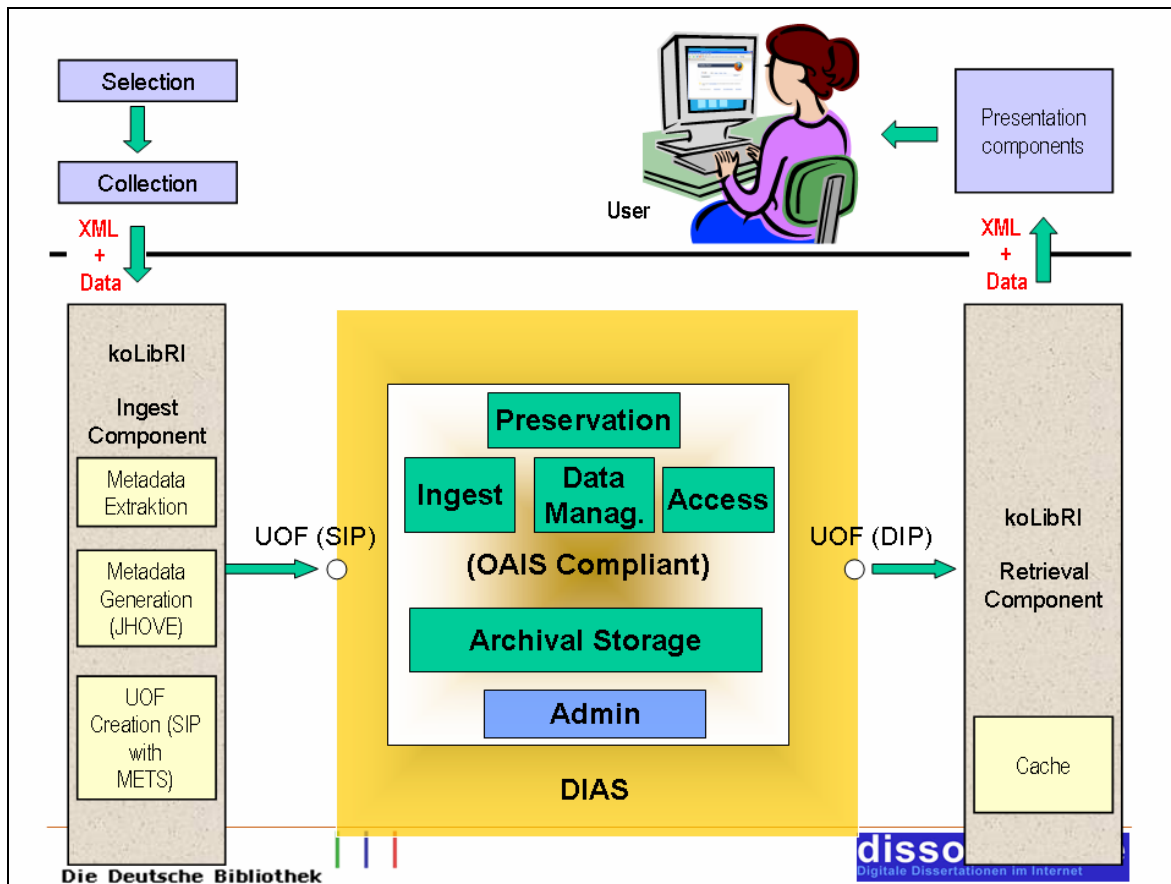 Selection
Collection
XML
+
Data
User
Presentation
components
XML
+
Data
koLibRI
Ingest
Component
Metadata
Extraktion
Metadata
Generation
(JHOVE)
UOF
Creation (SIP
with
METS)
UOF (SIP)
Preservation
Ingest
Data
Manag.
Access
(OAIS Compliant)
Archival Storage
Admin
DIAS
UOF (DIP)
koLibRI
Retrieval
Component
Cache
Die Deutsche Bibliothek
disso
Digitale Dissertationen im Internet